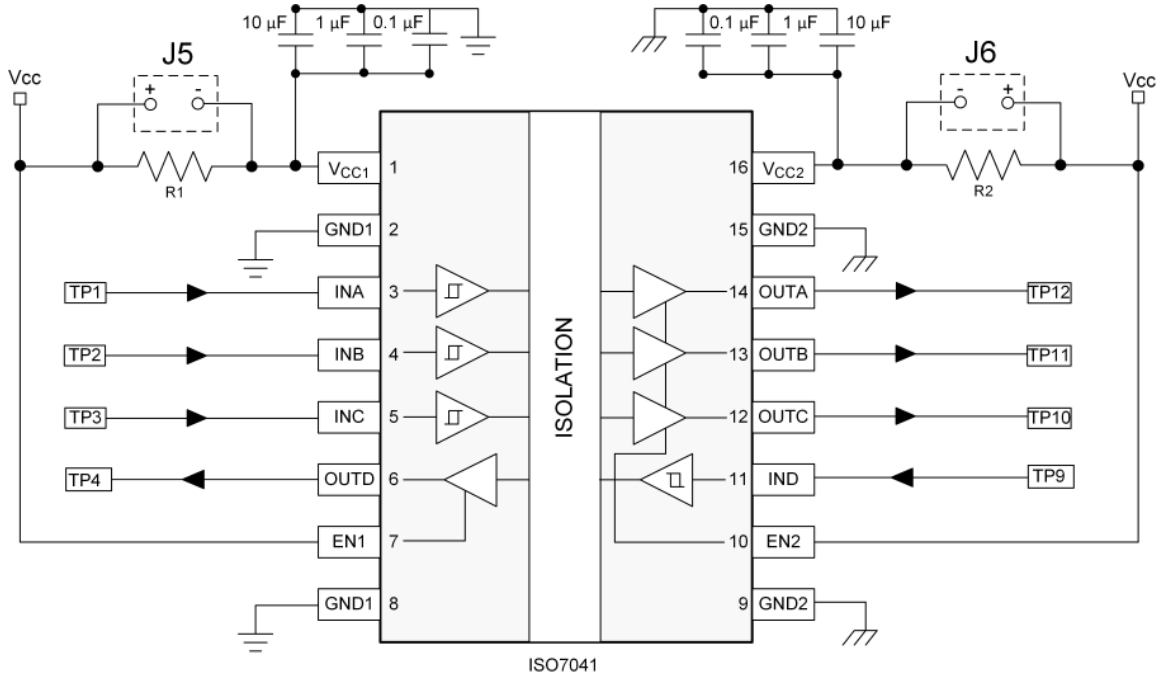 10 µF 1 µF 0.1 µF
0.1 µF 1 µF 10 µF
J5
J6
Vcc
Vcc
+ -
- +
R1
R2
VCC1 1
16 VCC2
GND1 2
15 GND2
TP1 INA 3
14 OUTA TP12
TP2 INB 4
13 OUTB TP11
ISOLATION
TP3 INC 5
12 OUTC TP10
TP4 OUTD 6
11 IND TP9
EN1 7
10 EN2
GND1 8
9 GND2
ISO7041